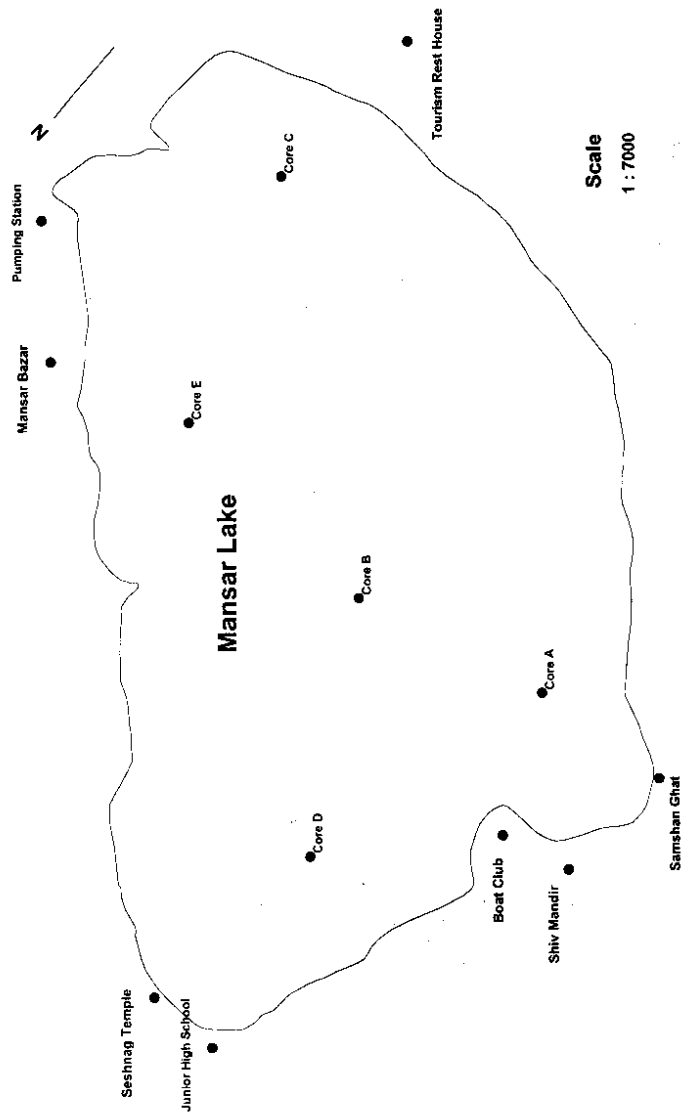 N
Pumping Station
Mansar Bazar
Core C
Tourism Rest House
Core E
Mansar Lake
Scale
1 : 7000
Core B
Core A
Core D
Seshnag Temple
Junior High School
Boat Club
Shiv Mandir
Samshan Ghat